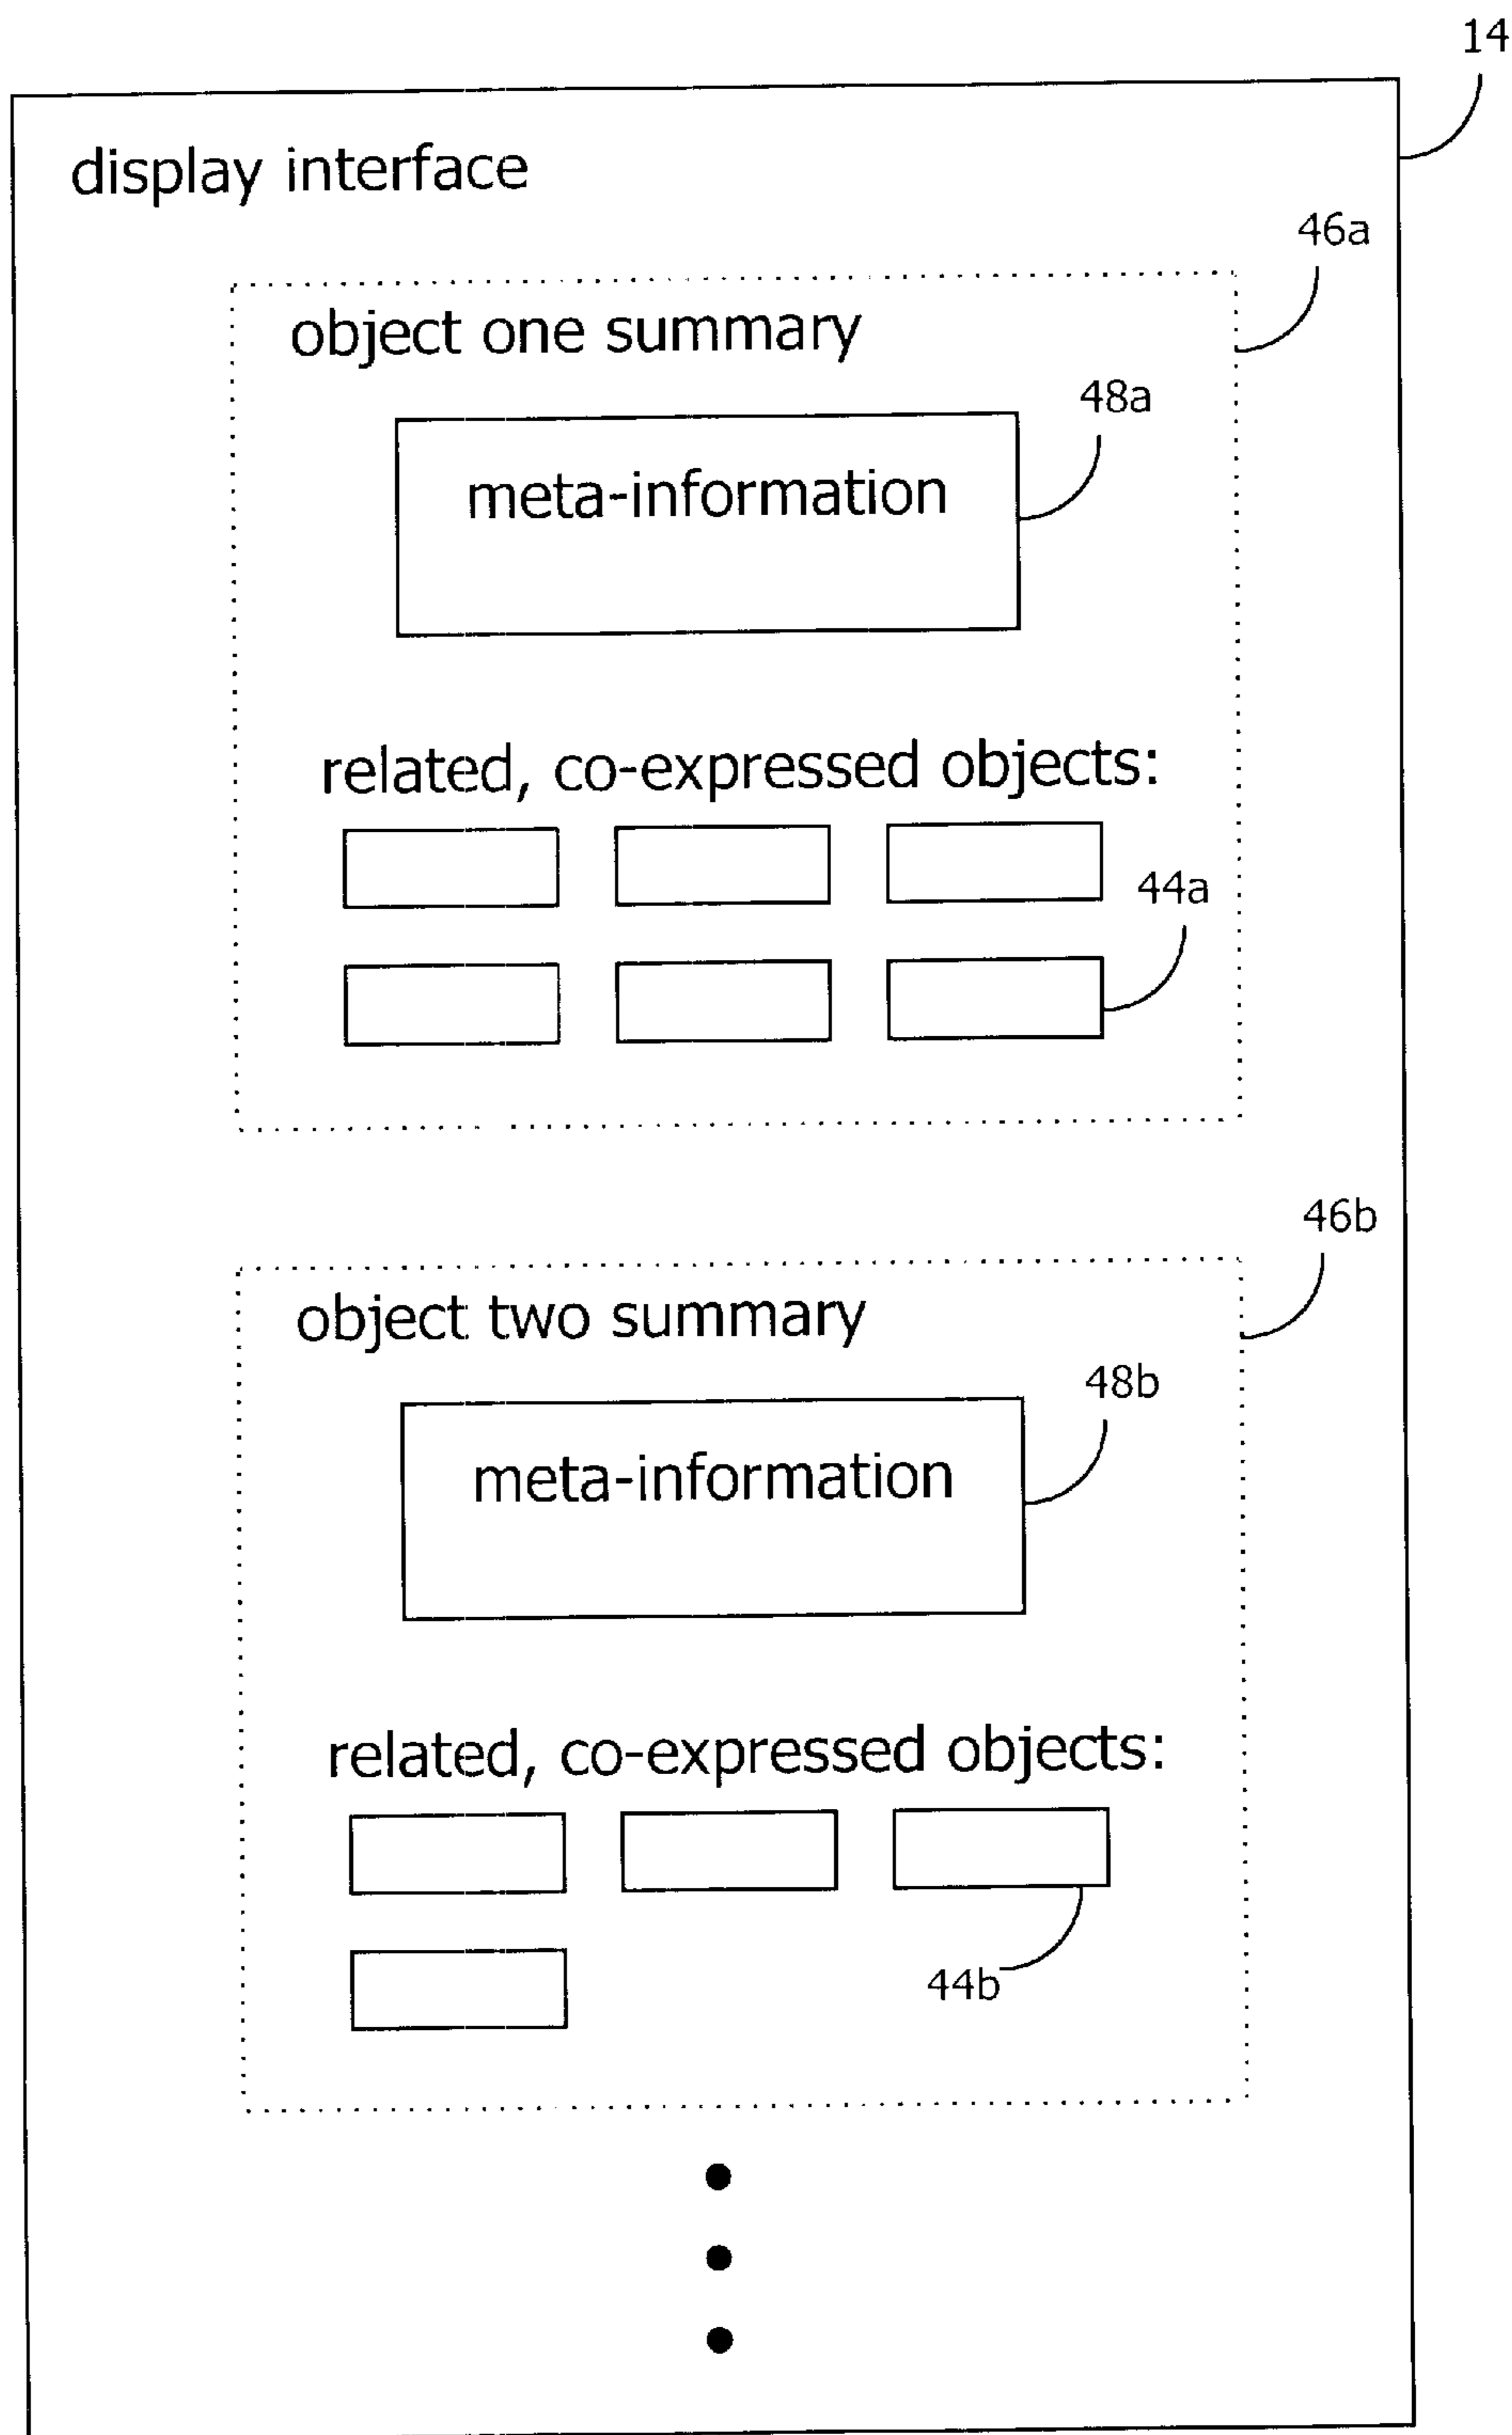 14
display interface
46a
object one summary
48a
meta-information
related, co-expressed objects:
44a
46b
object two summary
48b
meta-information
related, co-expressed objects:
44b